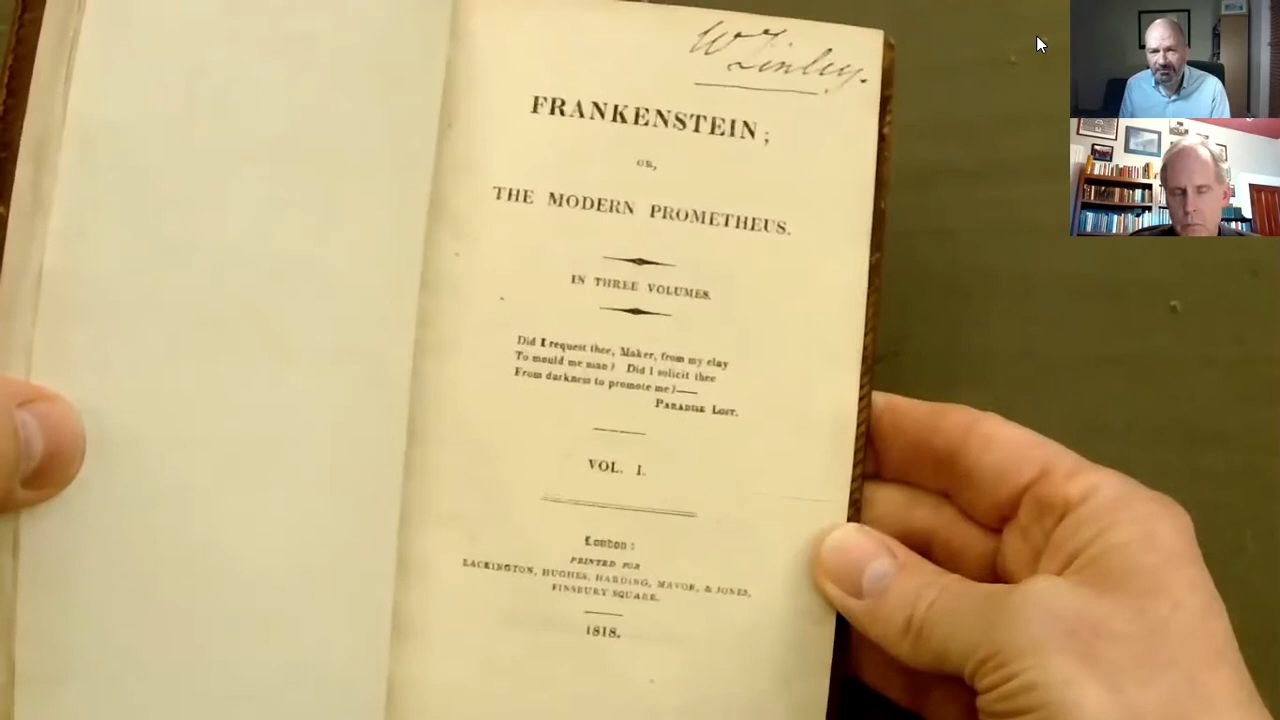 W Linley.
FRANKENSTEIN;
OR,
THE MODERN PROMETHEUS.
IN THREE VOLUMES.
Did I request thee, Maker, from my clay
To mould me man? Did I solicit thee
From darkness to promote me?——
PARADISE LOST.
VOL. I.
London:
PRINTED FOR
LACKINGTON, HUGHES, HARDING, MAVOR, & JONES,
FINSBURY SQUARE.
1818.